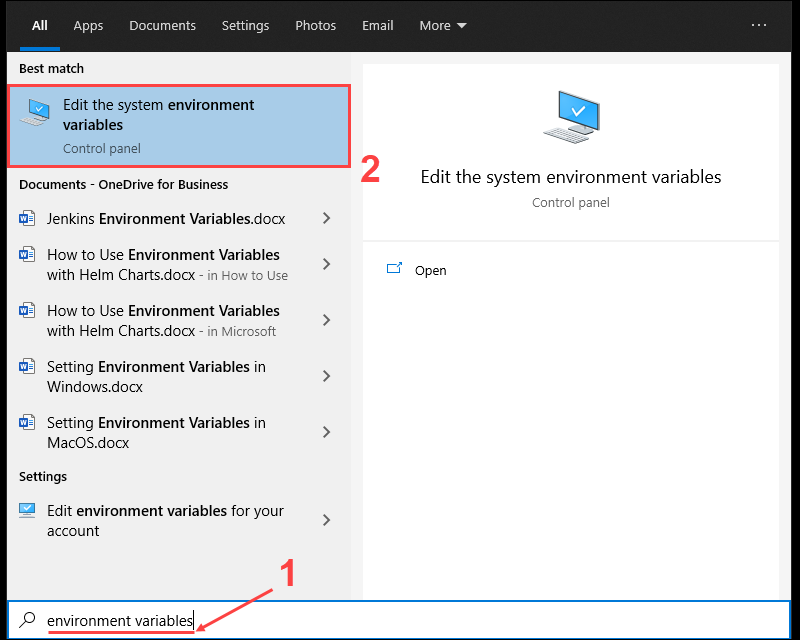 All Apps Documents Settings Photos Email More ...
Best match
Edit the system environment
variables
Control panel
2
Documents - OneDrive for Business
Jenkins Environment Variables.docx
How to Use Environment Variables
with Helm Charts.docx - in How to Use
How to Use Environment Variables
with Helm Charts.docx - in Microsoft
Setting Environment Variables in
Windows.docx
Setting Environment Variables in
MacOS.docx
Settings
Edit environment variables for your
account
Edit the system environment variables
Control panel
Open
1
environment variables